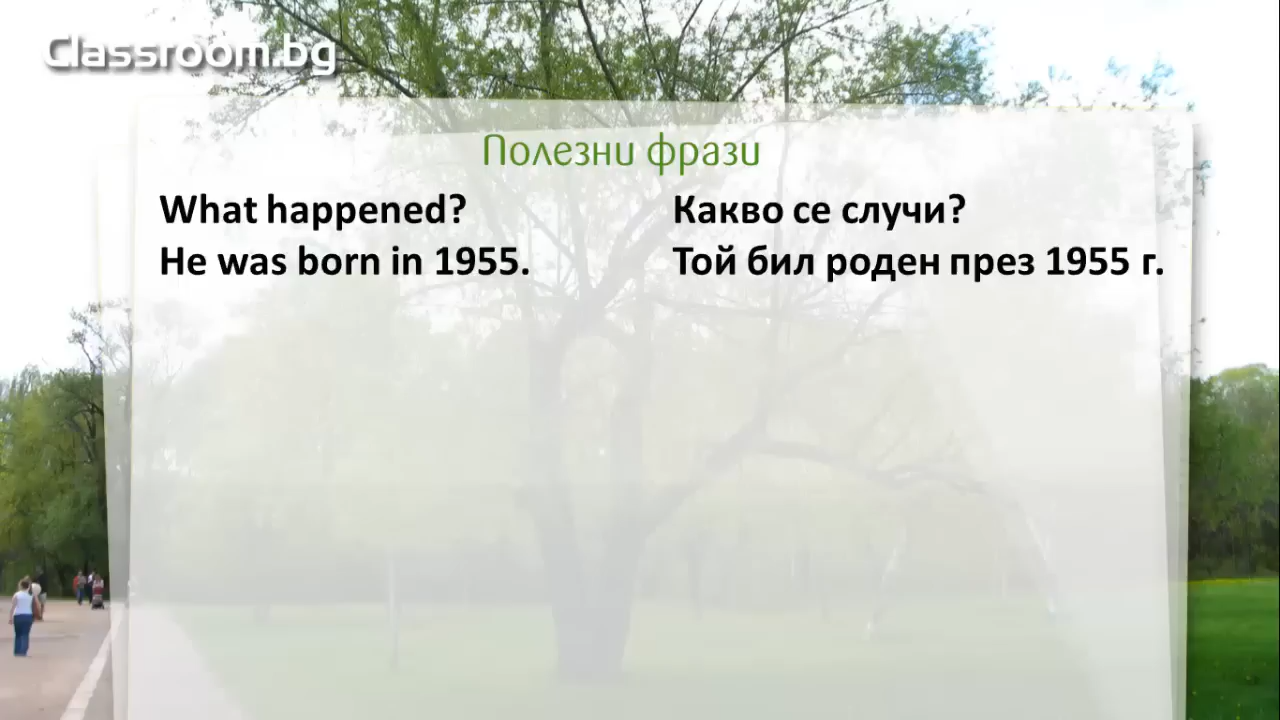 Classroom.bg
Полезни фрази
What happened? Какво се случи?
He was born in 1955. Той бил роден през 1955 г.